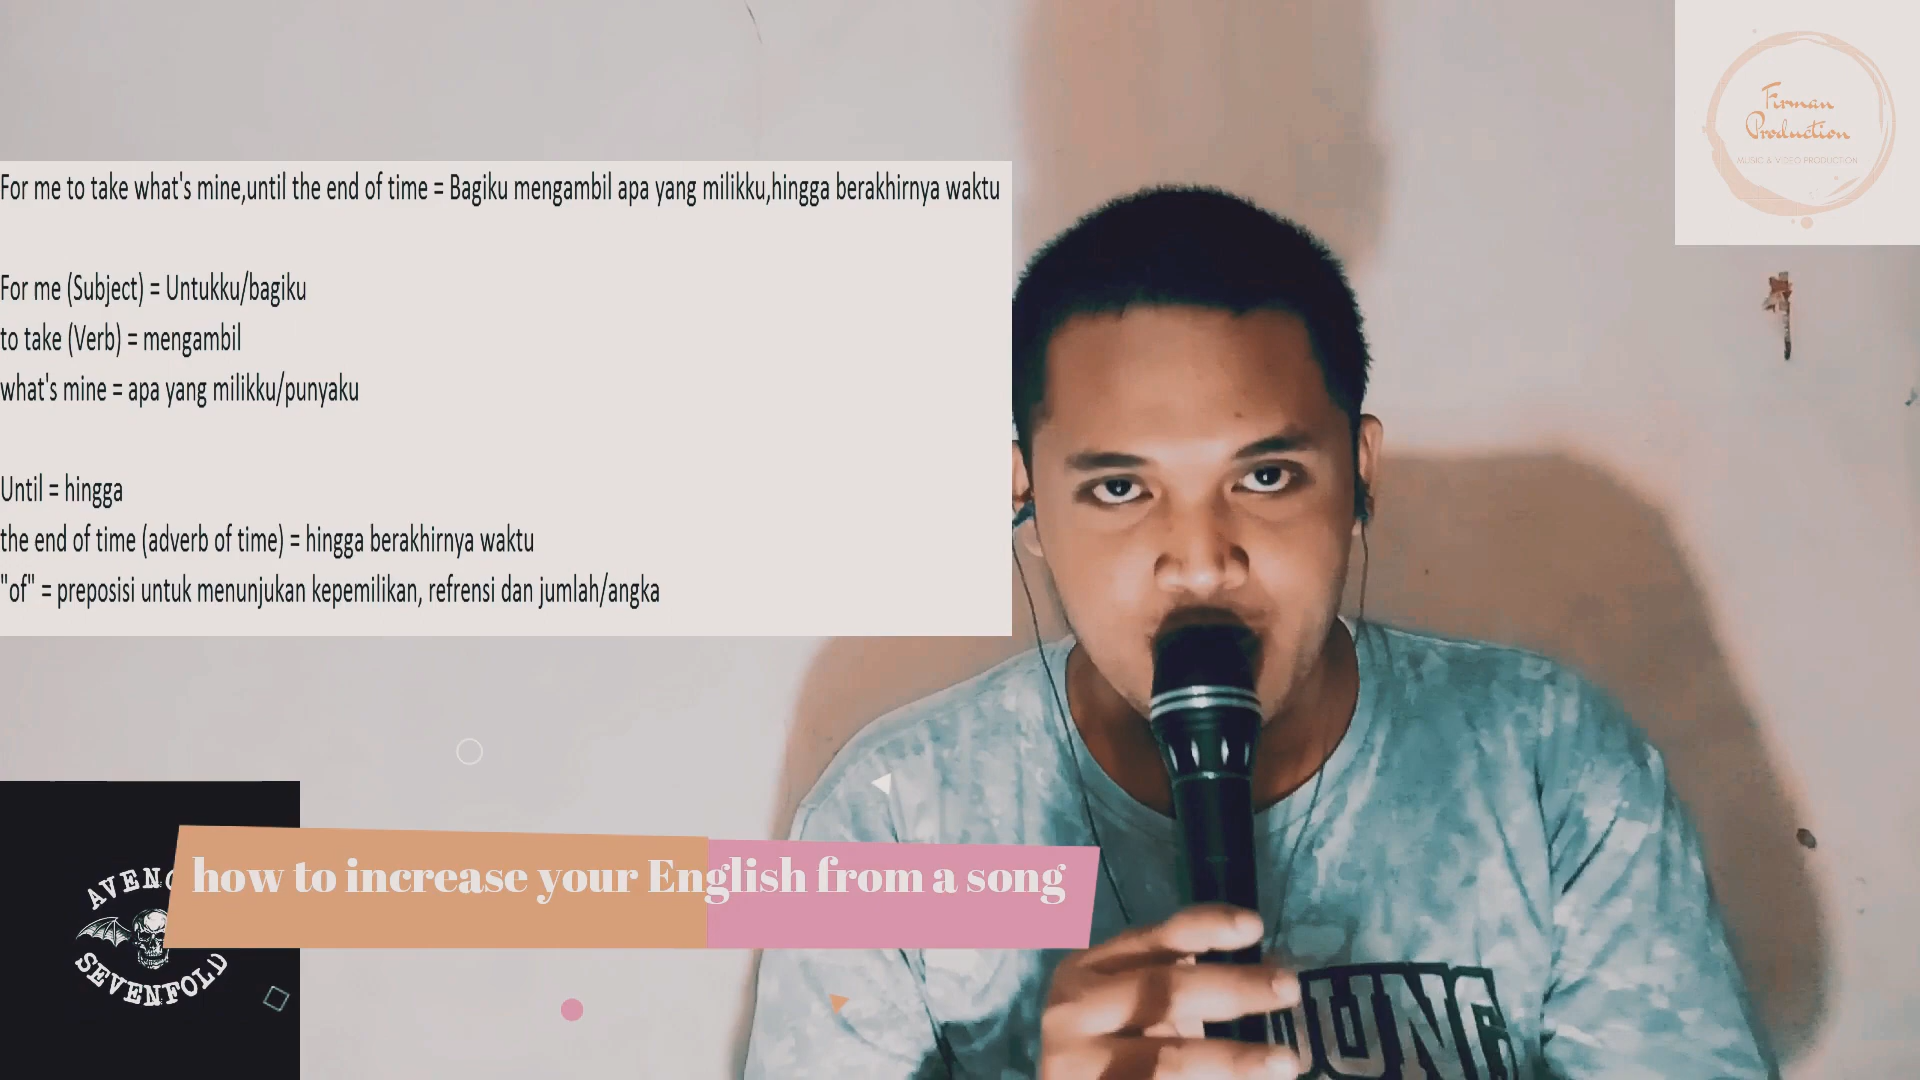 Firman
Production
MUSIC & VIDEO PRODUCTION
For me to take what's mine,until the end of time = Bagiku mengambil apa yang milikku,hingga berakhirnya waktu
For me (Subject) = Untukku/bagiku
to take (Verb) = mengambil
what's mine = apa yang milikku/punyaku
Until = hingga
the end of time (adverb of time) = hingga berakhirnya waktu
"of" = preposisi untuk menunjukan kepemilikan, refrensi dan jumlah/angka
how to increase your English from a song
SEVENFOLD